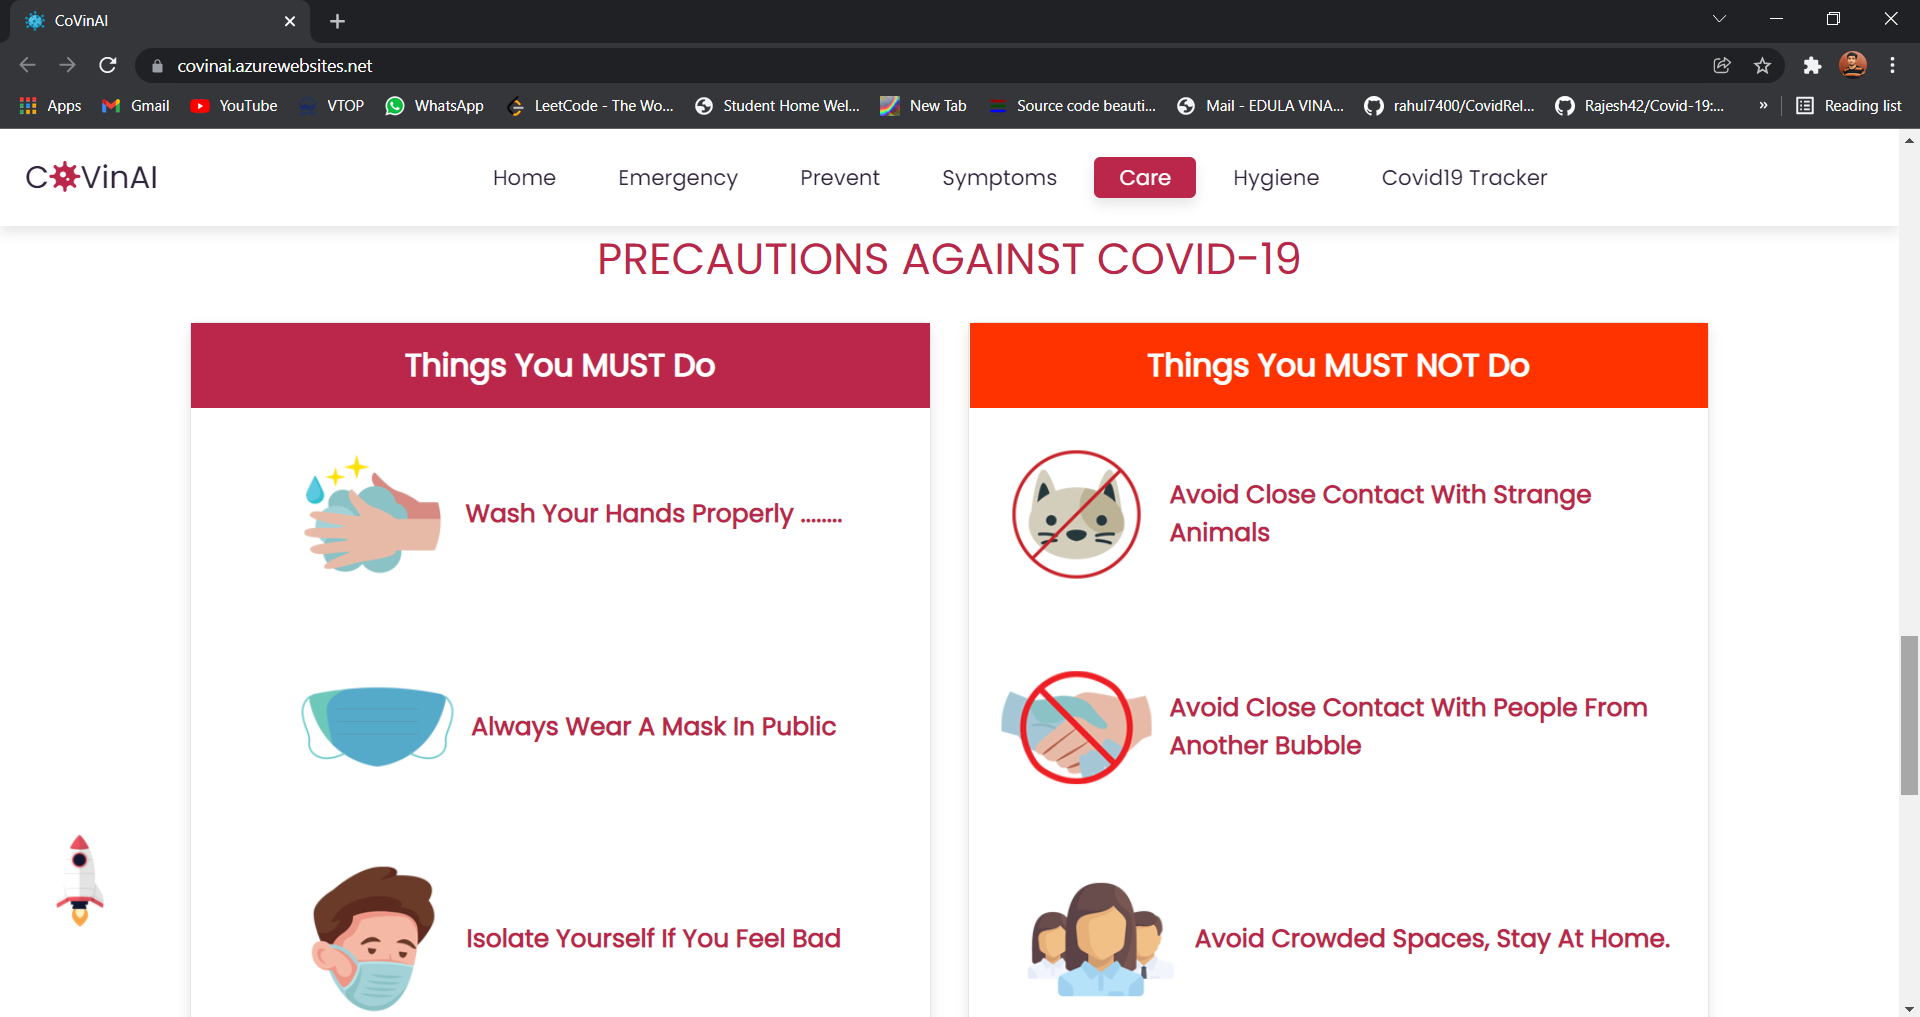 CoVinAI
covinai.azurewebsites.net
Apps
Gmail
YouTube
VTOP
WhatsApp
LeetCode - The Wo...
Student Home Wel...
New Tab
Source code beauti...
Mail - EDULA VINA...
rahul7400/CovidRel...
Rajesh42/Covid-19:...
»
Reading list
CoVinAI
Home
Emergency
Prevent
Symptoms
Care
Hygiene
Covid19 Tracker
PRECAUTIONS AGAINST COVID-19
Things You MUST Do
Wash Your Hands Properly ........
Always Wear A Mask In Public
Isolate Yourself If You Feel Bad
Things You MUST NOT Do
Avoid Close Contact With Strange
Animals
Avoid Close Contact With People From
Another Bubble
Avoid Crowded Spaces, Stay At Home.